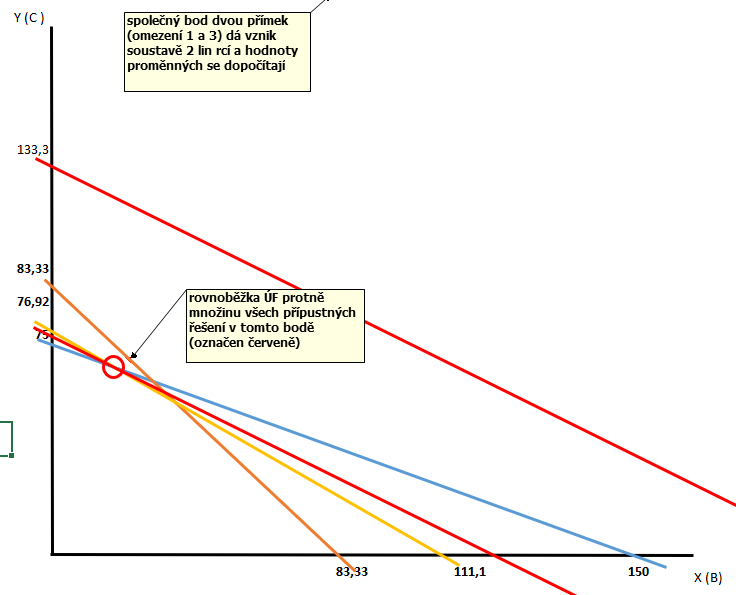 Y (C )
společný bod dvou přímek
(omezení 1 a 3) dá vznik
soustavě 2 lin rcí a hodnoty
proměnných se dopočítají
133,3
83,33
76,92
75
rovnoběžka ÚF protně
množinu všech přípustných
řešení v tomto bodě
(označen červeně)
83,33
111,1
150
X (B)